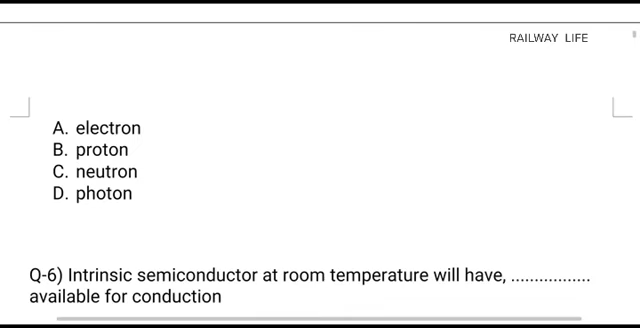 RAILWAY LIFE
A. electron
B. proton
C. neutron
D. photon
Q-6) Intrinsic semiconductor at room temperature will have, .................
available for conduction